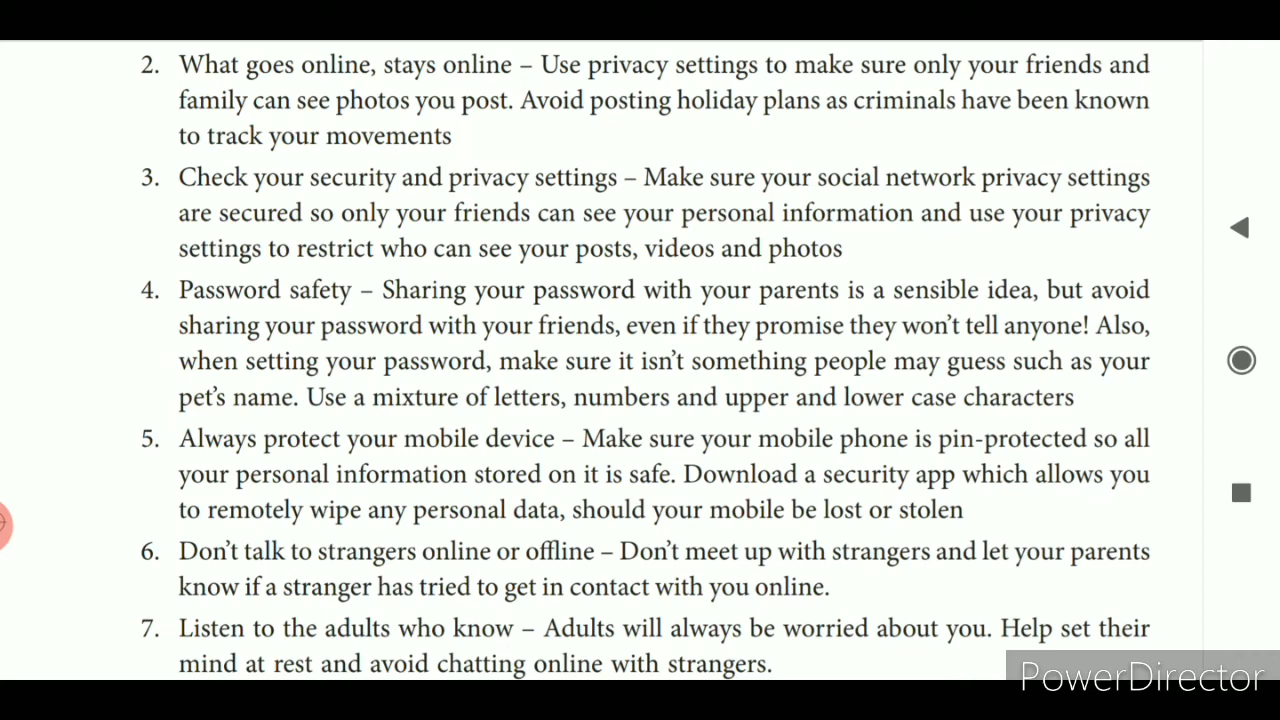 2. What goes online, stays online – Use privacy settings to make sure only your friends and
family can see photos you post. Avoid posting holiday plans as criminals have been known
to track your movements
3. Check your security and privacy settings – Make sure your social network privacy settings
are secured so only your friends can see your personal information and use your privacy
settings to restrict who can see your posts, videos and photos
4. Password safety – Sharing your password with your parents is a sensible idea, but avoid
sharing your password with your friends, even if they promise they won't tell anyone! Also,
when setting your password, make sure it isn't something people may guess such as your
pet's name. Use a mixture of letters, numbers and upper and lower case characters
5. Always protect your mobile device – Make sure your mobile phone is pin-protected so all
your personal information stored on it is safe. Download a security app which allows you
to remotely wipe any personal data, should your mobile be lost or stolen
6. Don't talk to strangers online or offline – Don't meet up with strangers and let your parents
know if a stranger has tried to get in contact with you online.
7. Listen to the adults who know – Adults will always be worried about you. Help set their
mind at rest and avoid chatting online with strangers.
PowerDirector